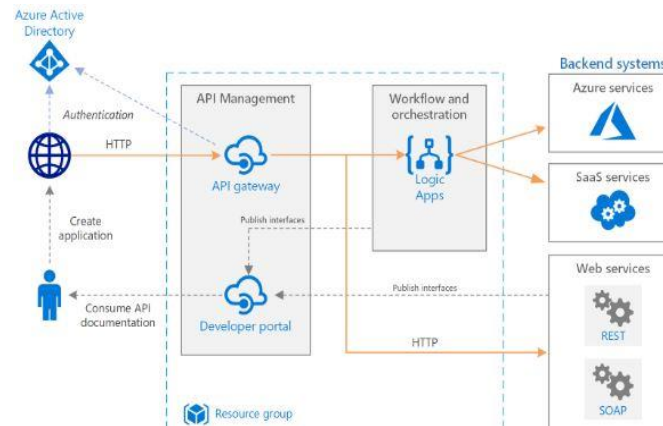 Azure Active
Directory
Authentication
HTTP
Create
application
Consume API
documentation
API Management
API gateway
Publish interfaces
Developer portal
Resource group
Workflow and
orchestration
Logic
Apps
Publish interfaces
HTTP
Backend systems
Azure services
SaaS services
Web services
REST
SOAP